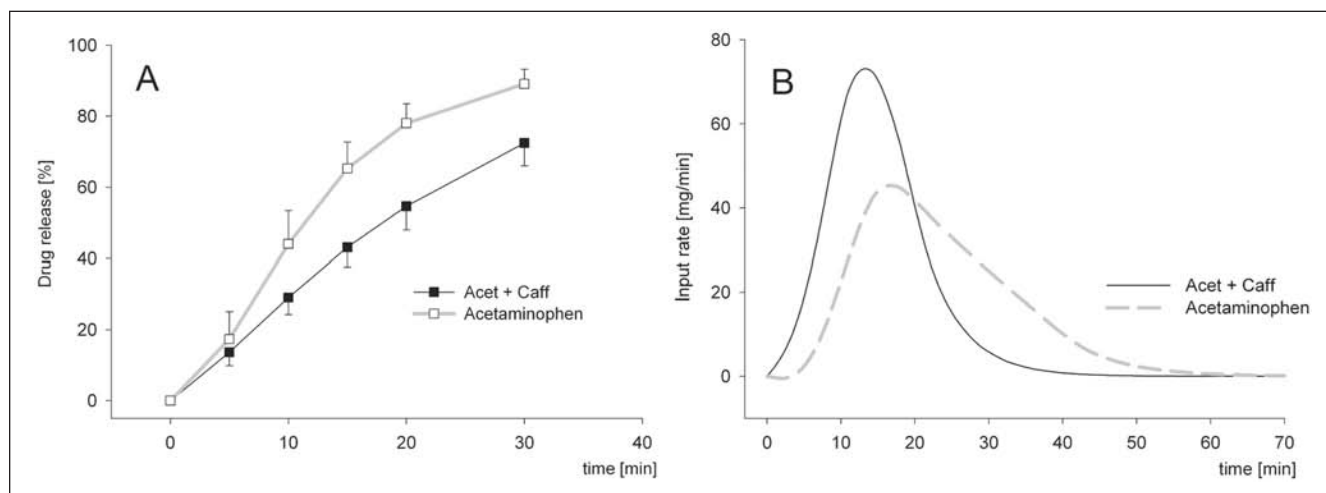 A
Drug release [%]
100
80
60
40
20
0
Acet + Caff
Acetaminophen
0 10 20 30 40
time [min]
B
Input rate [mg/min]
80
60
40
20
0
Acet + Caff
Acetaminophen
0 10 20 30 40 50 60 70
time [min]